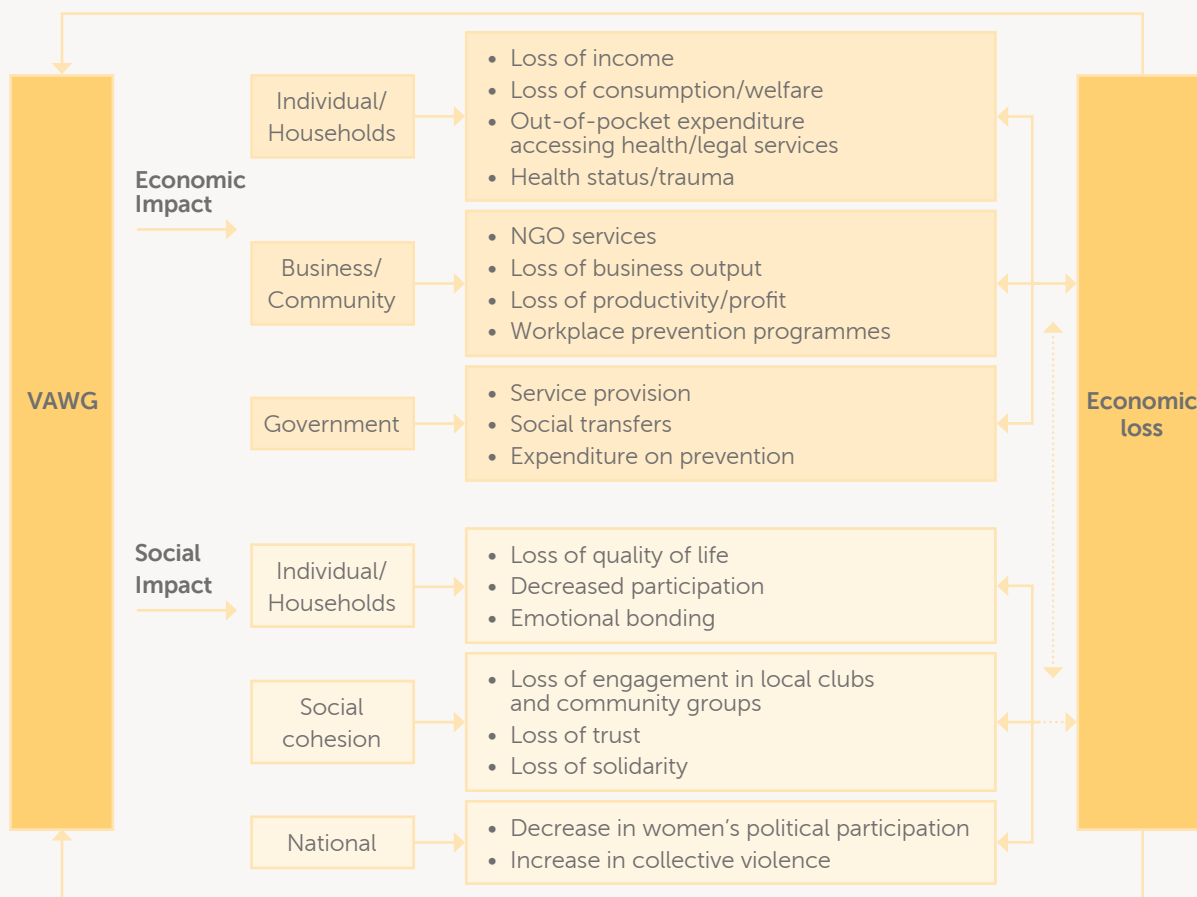 VAWG
Economic
Impact
Individual/
Households
• Loss of income
• Loss of consumption/welfare
• Out-of-pocket expenditure
accessing health/legal services
• Health status/trauma
Business/
Community
• NGO services
• Loss of business output
• Loss of productivity/profit
• Workplace prevention programmes
Government
• Service provision
• Social transfers
• Expenditure on prevention
Social
Impact
Individual/
Households
• Loss of quality of life
• Decreased participation
• Emotional bonding
Social
cohesion
• Loss of engagement in local clubs
and community groups
• Loss of trust
• Loss of solidarity
National
• Decrease in women’s political participation
• Increase in collective violence
Economic
loss